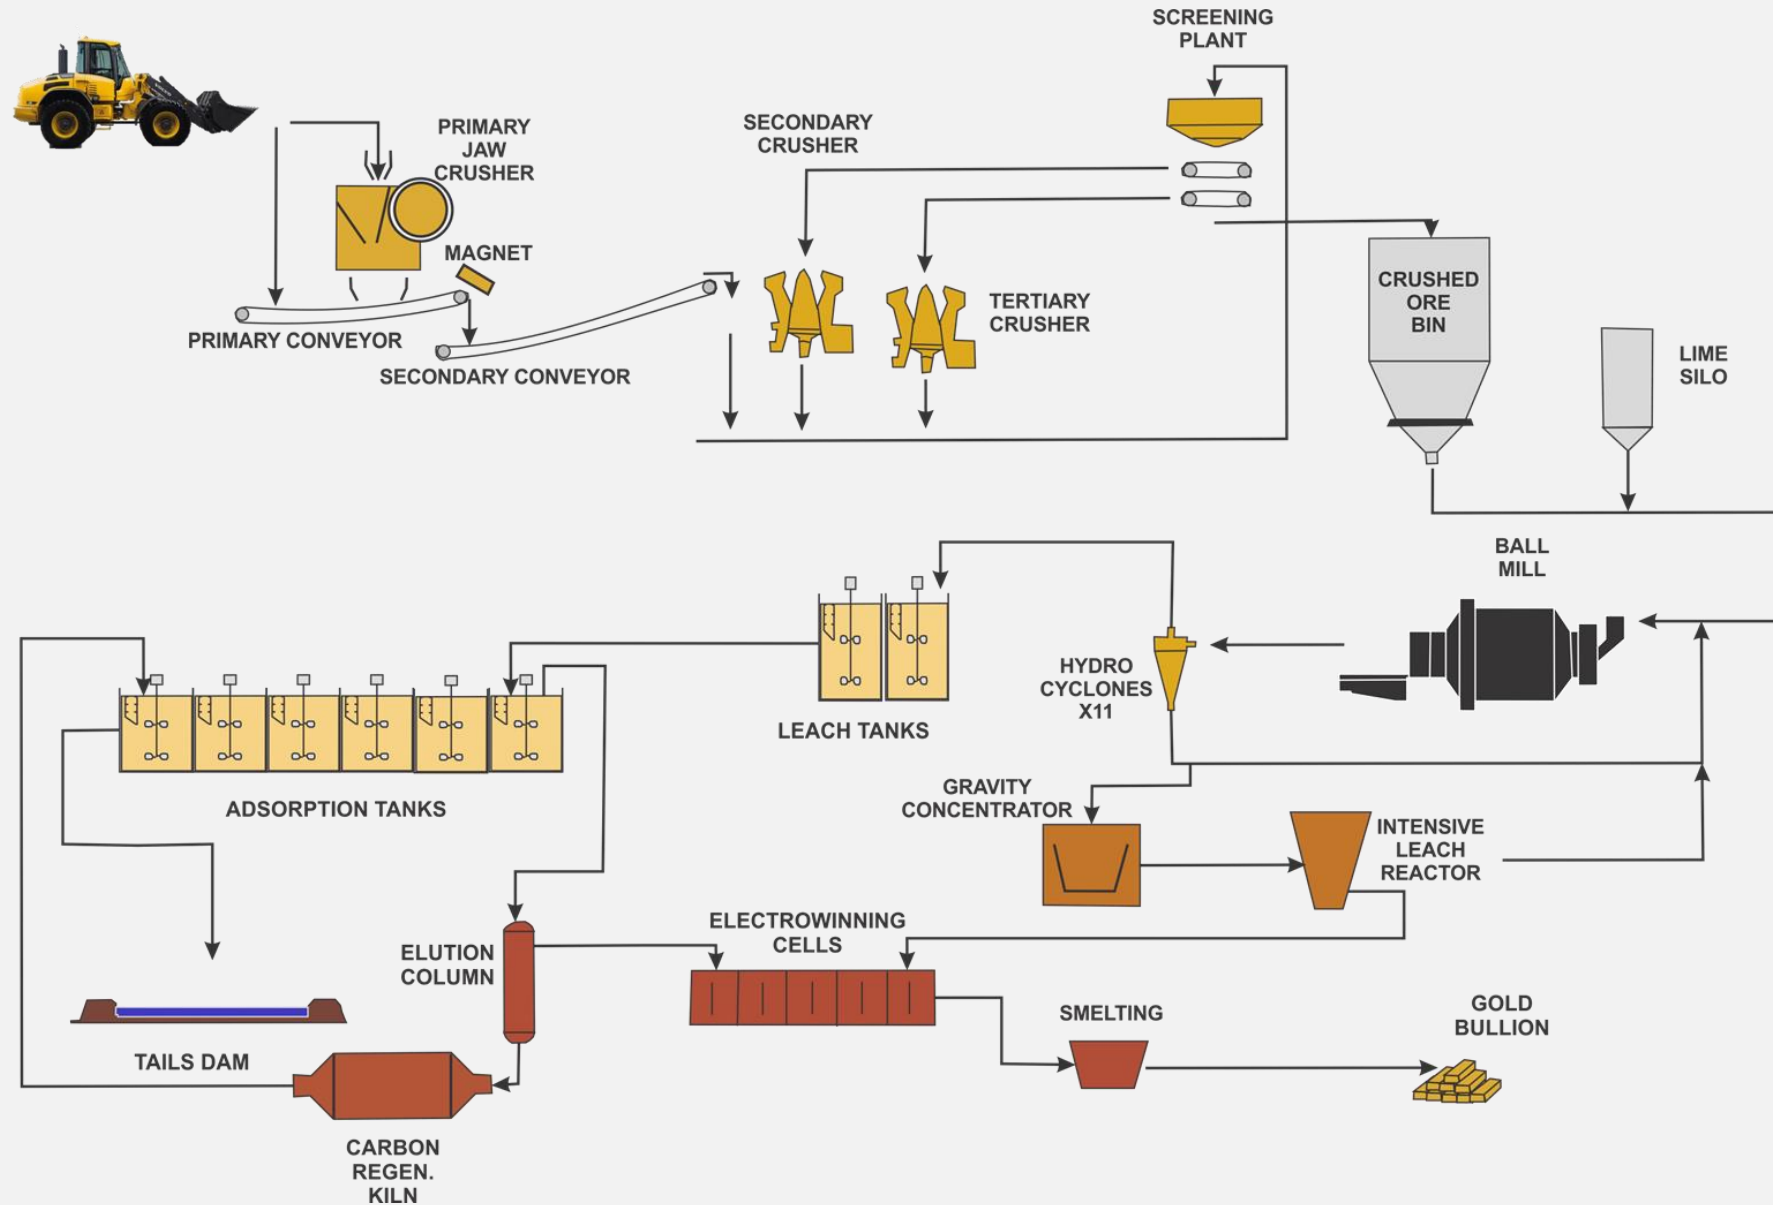 SCREENING
PLANT
PRIMARY
JAW
CRUSHER
SECONDARY
CRUSHER
MAGNET
PRIMARY CONVEYOR
SECONDARY CONVEYOR
TERTIARY
CRUSHER
CRUSHED
ORE
BIN
LIME
SILO
BALL
MILL
HYDRO
CYCLONES
X11
LEACH TANKS
ADSORPTION TANKS
GRAVITY
CONCENTRATOR
INTENSIVE
LEACH
REACTOR
ELECTROWINNING
CELLS
ELUTION
COLUMN
SMELTING
GOLD
BULLION
TAILS DAM
CARBON
REGEN.
KILN